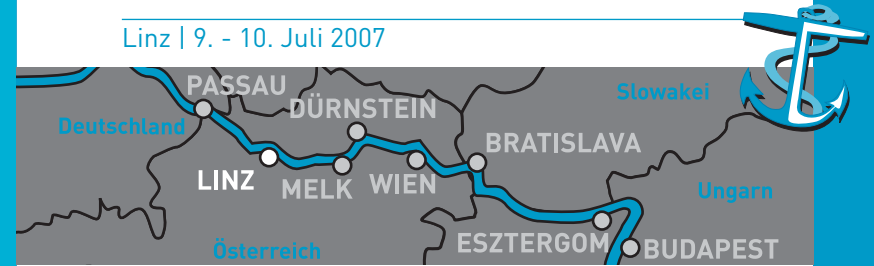 Linz | 9. - 10. Juli 2007
PASSAU
Slowakei
DÜRNSTEIN
Deutschland
BRATISLAVA
LINZ
MELK
WIEN
Ungarn
Österreich
ESZTERGOM
BUDAPEST